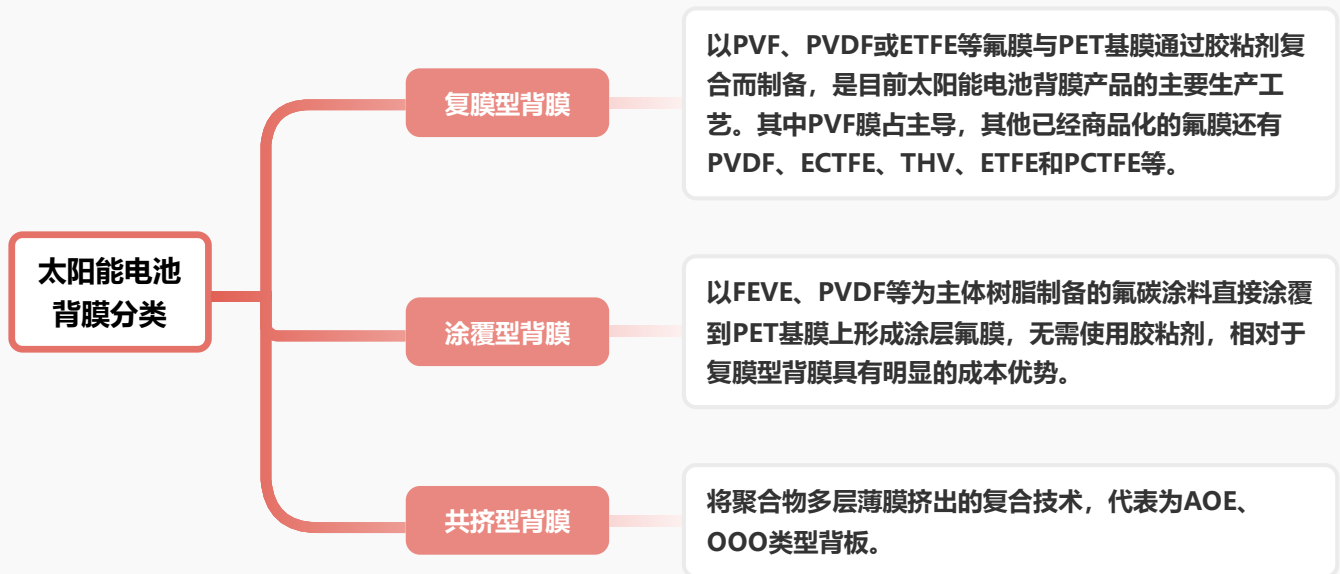 太阳能电池
背膜分类
复膜型背膜
以PVF、PVDF或ETFE等氟膜与PET基膜通过胶粘剂复
合而制备，是目前太阳能电池背膜产品的主要生产工
艺。其中PVF膜占主导，其他已经商品化的氟膜还有
PVDF、ECTFE、THV、ETFE和PCTFE等。
涂覆型背膜
以FEVE、PVDF等为主体树脂制备的氟碳涂料直接涂覆
到PET基膜上形成涂层氟膜，无需使用胶粘剂，相对于
复膜型背膜具有明显的成本优势。
共挤型背膜
将聚合物多层薄膜挤出的复合技术，代表为AOE、
OOO类型背板。